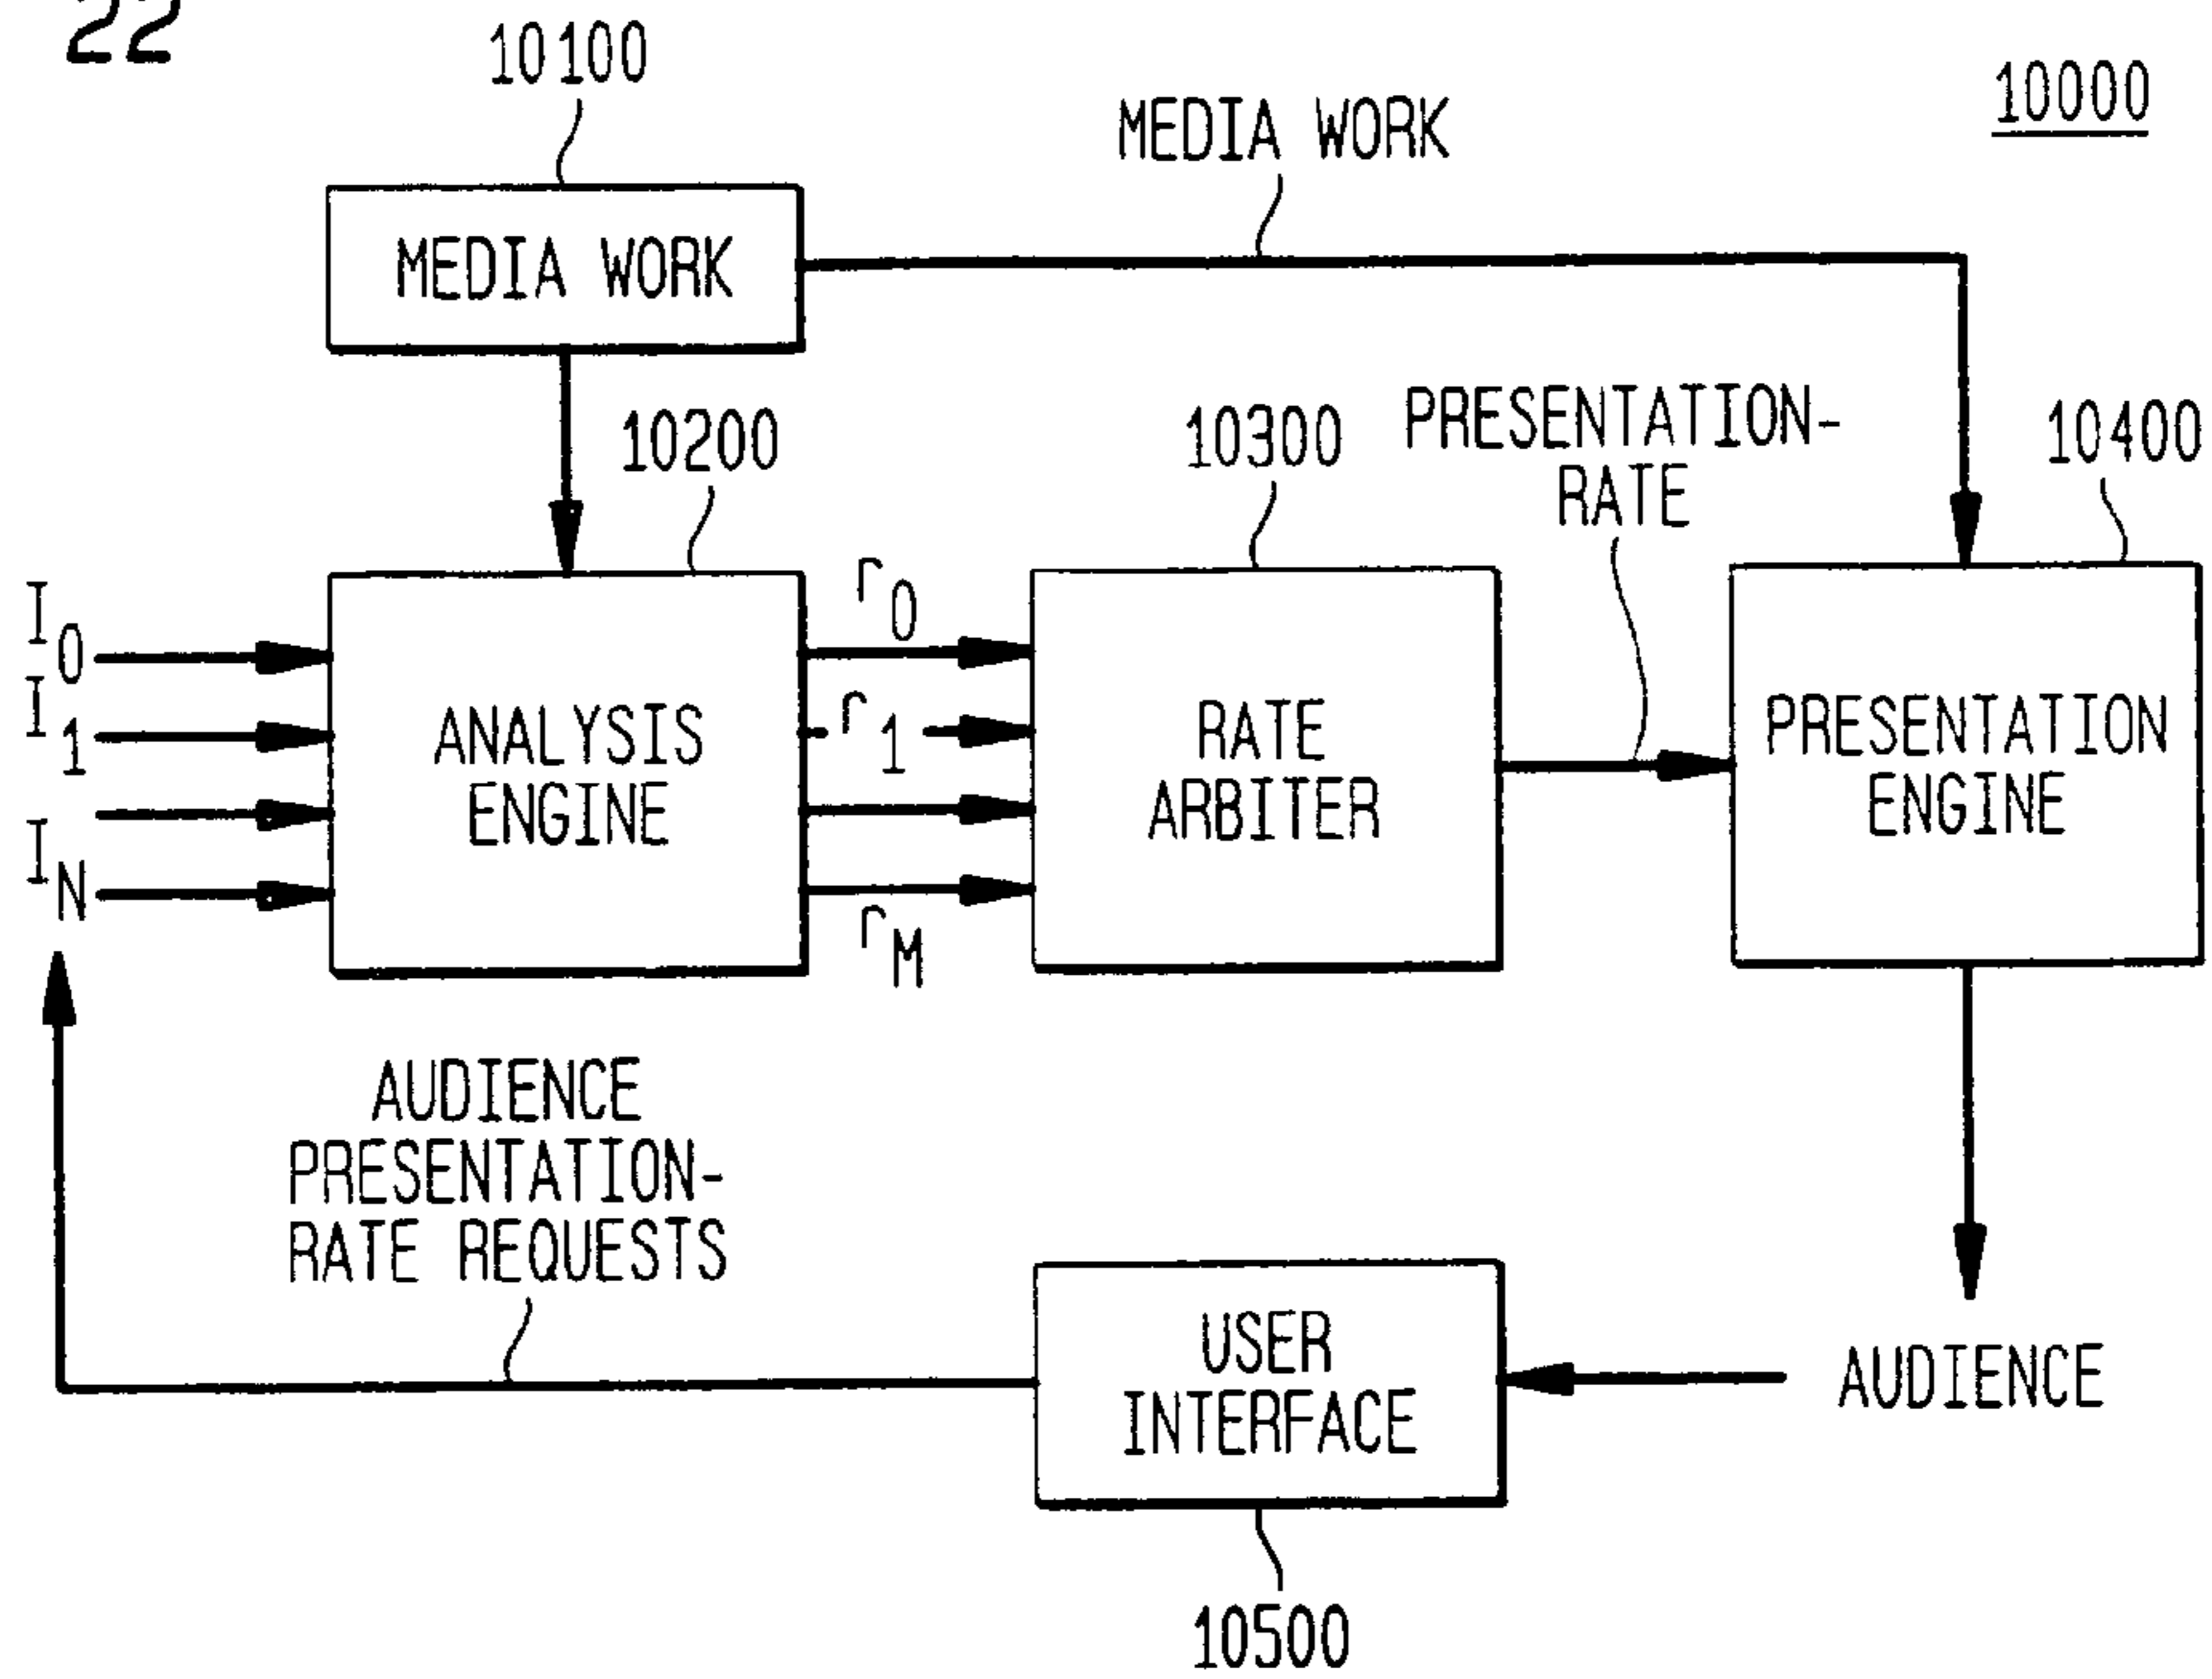 22
10100
10000
MEDIA WORK
MEDIA WORK
10200
10300
PRESENTATION-
RATE
10400
I0
I1
IN
ANALYSIS
ENGINE
r0
r1
rM
RATE
ARBITER
PRESENTATION
ENGINE
AUDIENCE
PRESENTATION-
RATE REQUESTS
USER
INTERFACE
AUDIENCE
10500